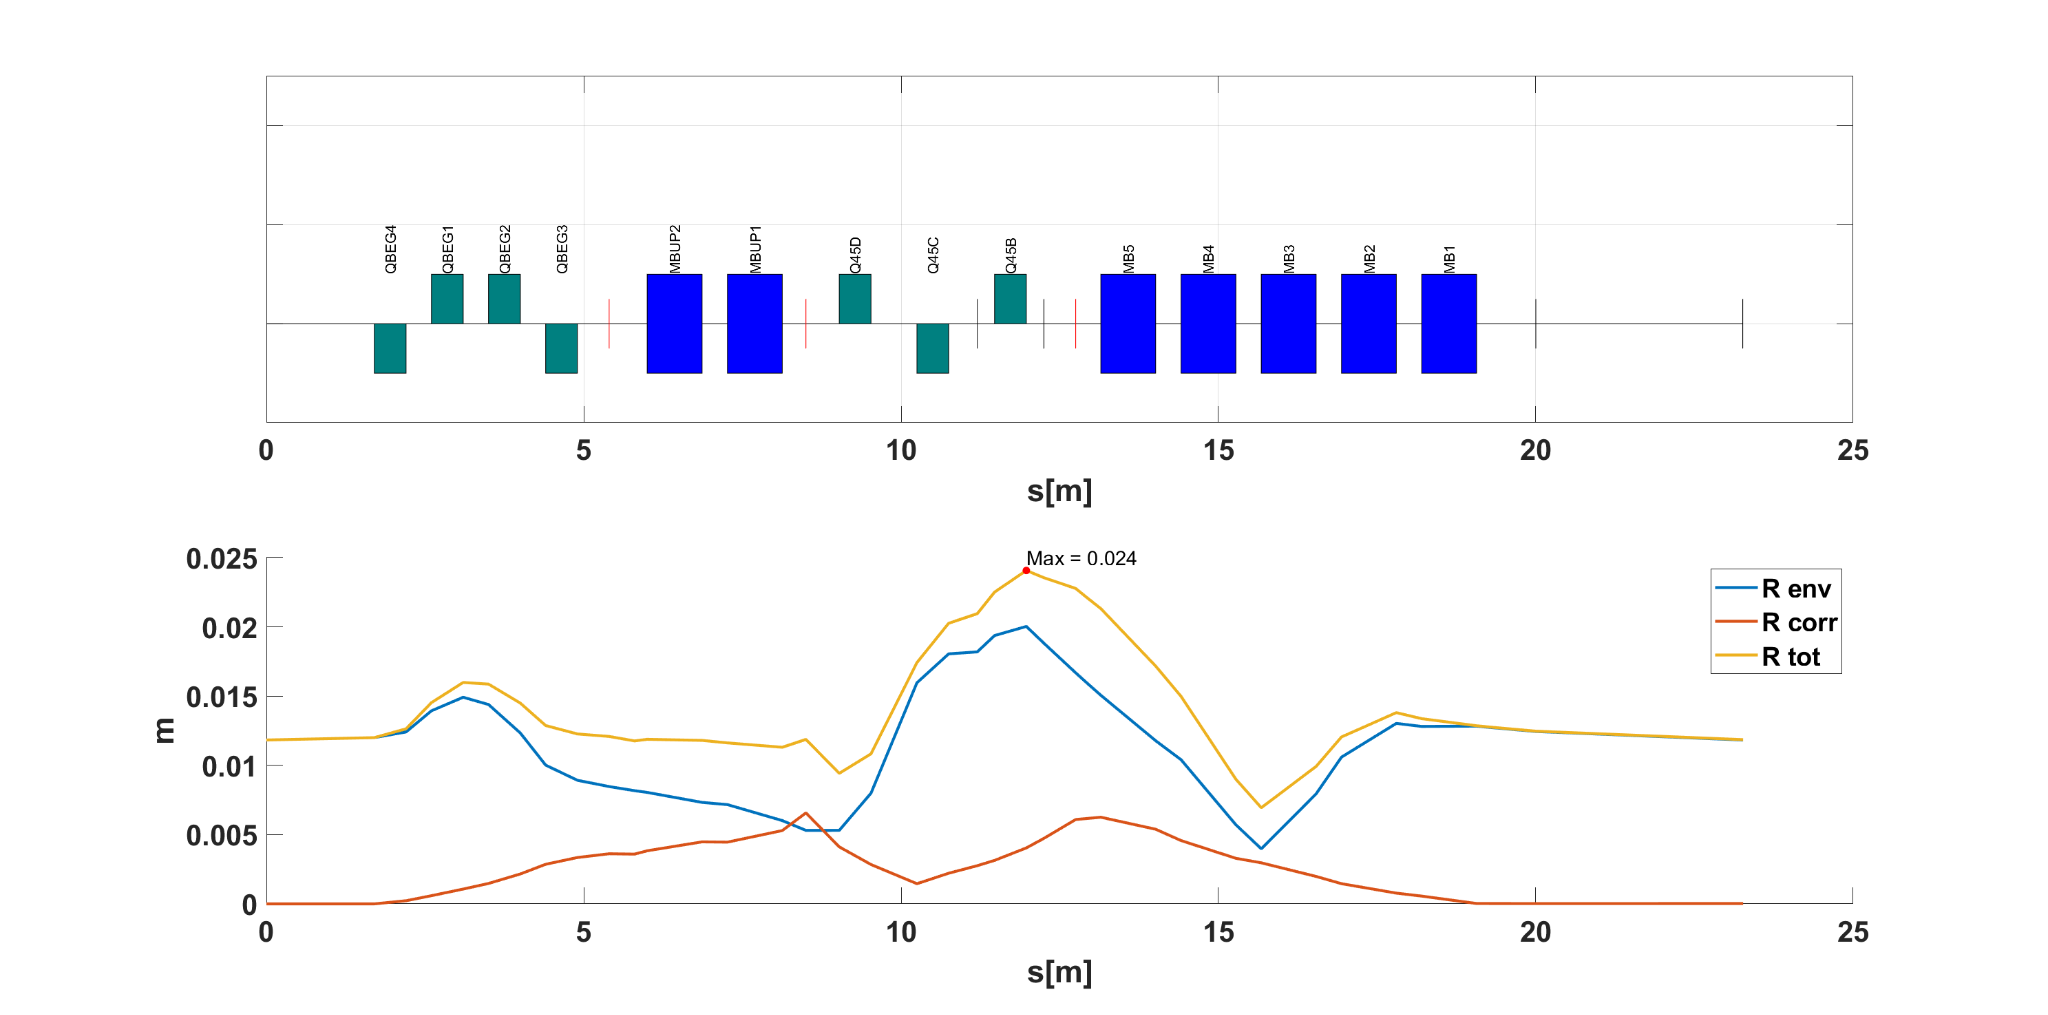 QBEG4 QBEG1 QBEG2 QBEG3 MBUP2 MBUP1 Q45D Q45C Q45B MB5 MB4 MB3 MB2 MB1
0 5 10 15 20 25
s[m]
Max = 0.024
0.025
0.02
0.015
0.01
0.005
0
m
R env
R corr
R tot
0 5 10 15 20 25
s[m]